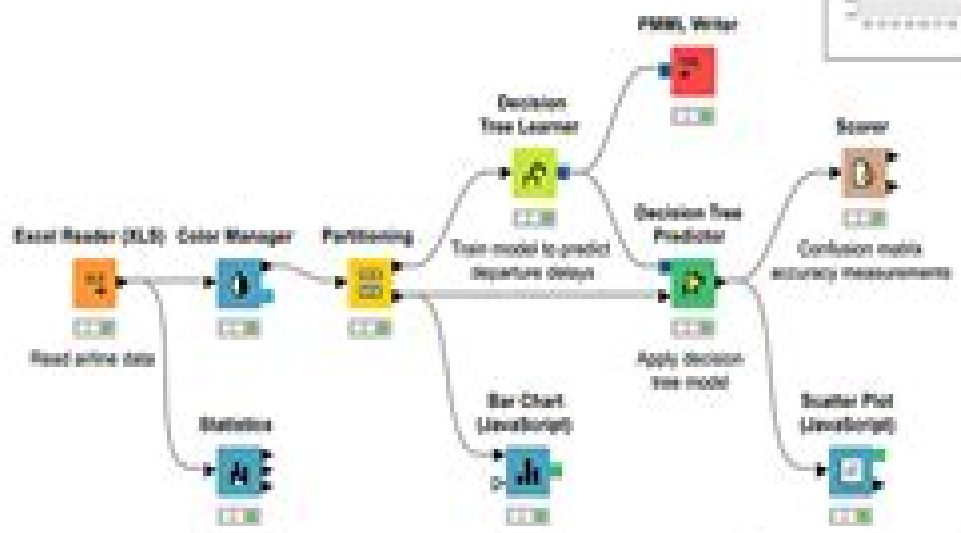 PMML Writer
Decision
Tree Learner
Scorer
Decision Tree
Predictor
Excel Reader (XLS)
Color Manager
Partitioning
Train model to predict
departure delays
Confusion matrix
accuracy measurements
Read airline data
Apply decision
tree model
Statistics
Bar Chart
(JavaScript)
Scatter Plot
(JavaScript)